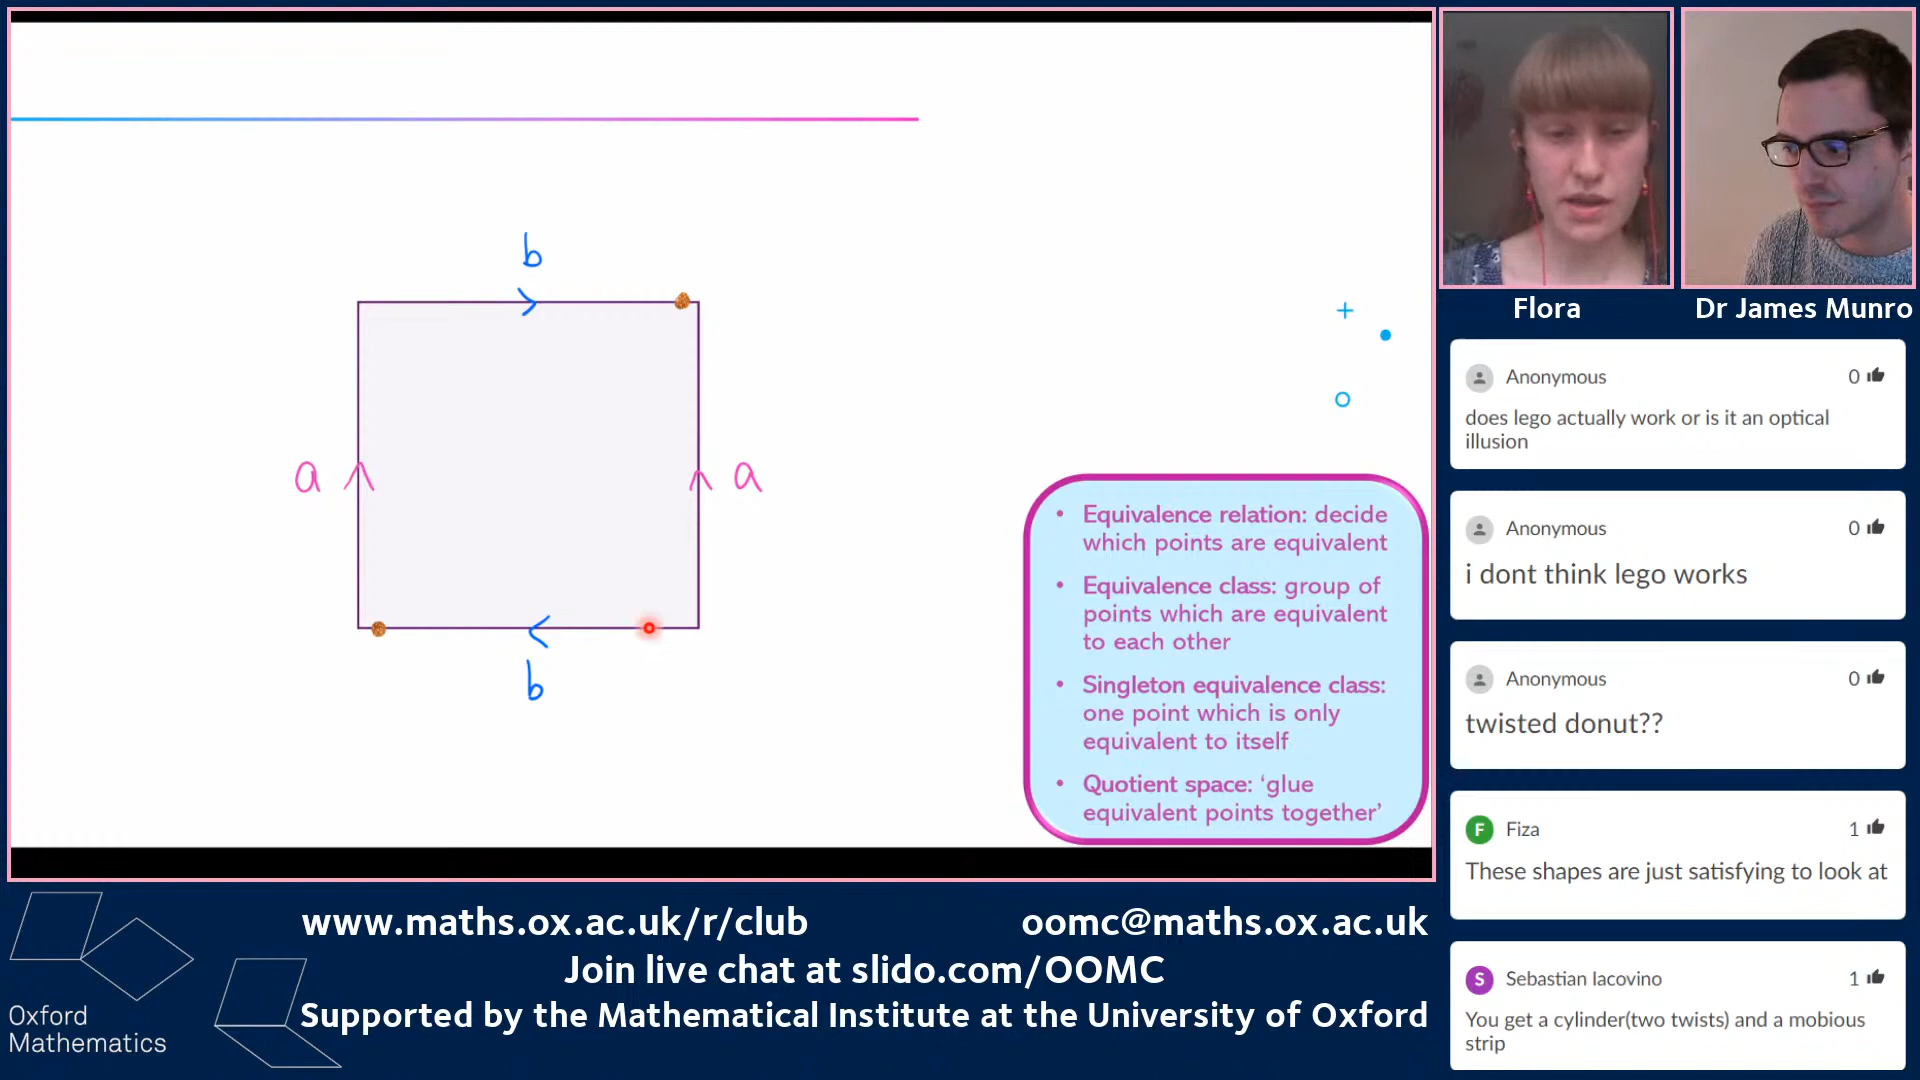 b
a
a
b
• Equivalence relation: decide
which points are equivalent
• Equivalence class: group of
points which are equivalent
to each other
• Singleton equivalence class:
one point which is only
equivalent to itself
• Quotient space: ‘glue
equivalent points together’
Flora
Dr James Munro
Anonymous
0
does lego actually work or is it an optical
illusion
Anonymous
0
i dont think lego works
Anonymous
0
twisted donut??
F Fiza
1
These shapes are just satisfying to look at
S Sebastian Iacovino
1
You get a cylinder(two twists) and a mobious
strip
Oxford
Mathematics
www.maths.ox.ac.uk/r/club
oomc@maths.ox.ac.uk
Join live chat at slido.com/OOMC
Supported by the Mathematical Institute at the University of Oxford